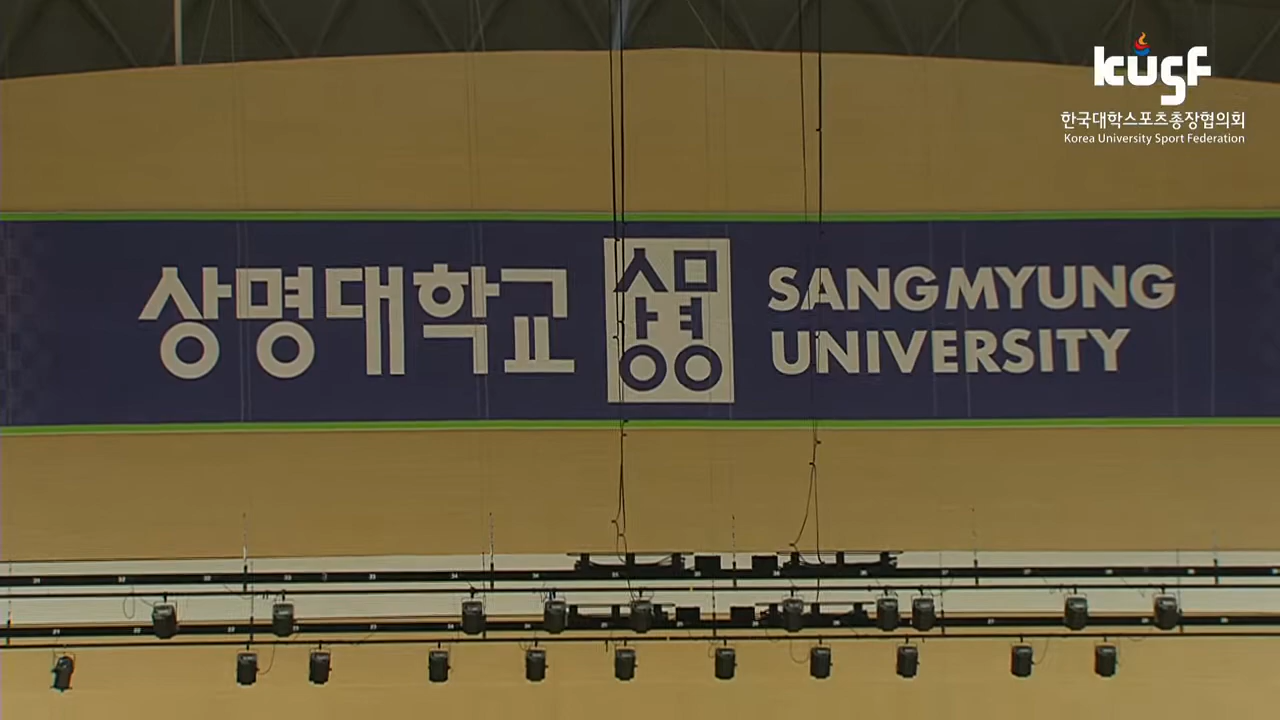 kusf
한국대학스포츠총장협의회
Korea University Sport Federation
상명대학교
상명
SANGMYUNG
UNIVERSITY